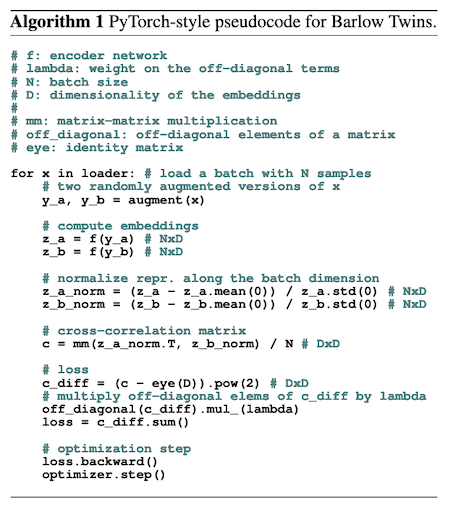 Algorithm 1 PyTorch-style pseudocode for Barlow Twins.
# f: encoder network
# lambda: weight on the off-diagonal terms
# N: batch size
# D: dimensionality of the embeddings
#
# mm: matrix-matrix multiplication
# off_diagonal: off-diagonal elements of a matrix
# eye: identity matrix
for x in loader: # load a batch with N samples
# two randomly augmented versions of x
y_a, y_b = augment(x)
# compute embeddings
z_a = f(y_a) # NxD
z_b = f(y_b) # NxD
# normalize repr. along the batch dimension
z_a_norm = (z_a - z_a.mean(0)) / z_a.std(0) # NxD
z_b_norm = (z_b - z_b.mean(0)) / z_b.std(0) # NxD
# cross-correlation matrix
c = mm(z_a_norm.T, z_b_norm) / N # DxD
# loss
c_diff = (c - eye(D)).pow(2) # DxD
# multiply off-diagonal elems of c_diff by lambda
off_diagonal(c_diff).mul_(lambda)
loss = c_diff.sum()
# optimization step
loss.backward()
optimizer.step()